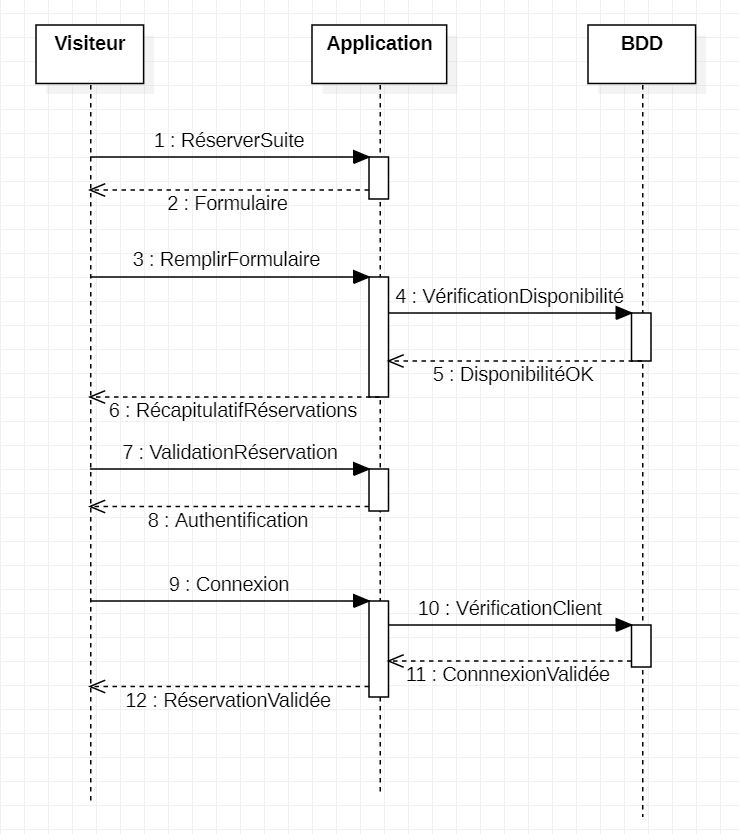 Visiteur
Application
BDD
1 : RéserverSuite
2 : Formulaire
3 : RemplirFormulaire
4 : VérificationDisponibilité
5 : DisponibilitéOK
6 : RécapitulatifRéservations
7 : ValidationRéservation
8 : Authentification
9 : Connexion
10 : VérificationClient
11 : ConnnexionValidée
12 : RéservationValidée